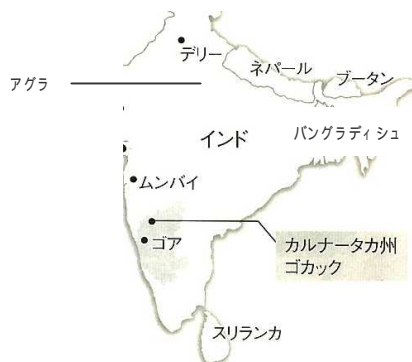 デリー
ネパール
ブータン
アグラ
インド
バングラディシュ
ムンバイ
ゴア
カルナータカ州
ゴカック
スリランカ